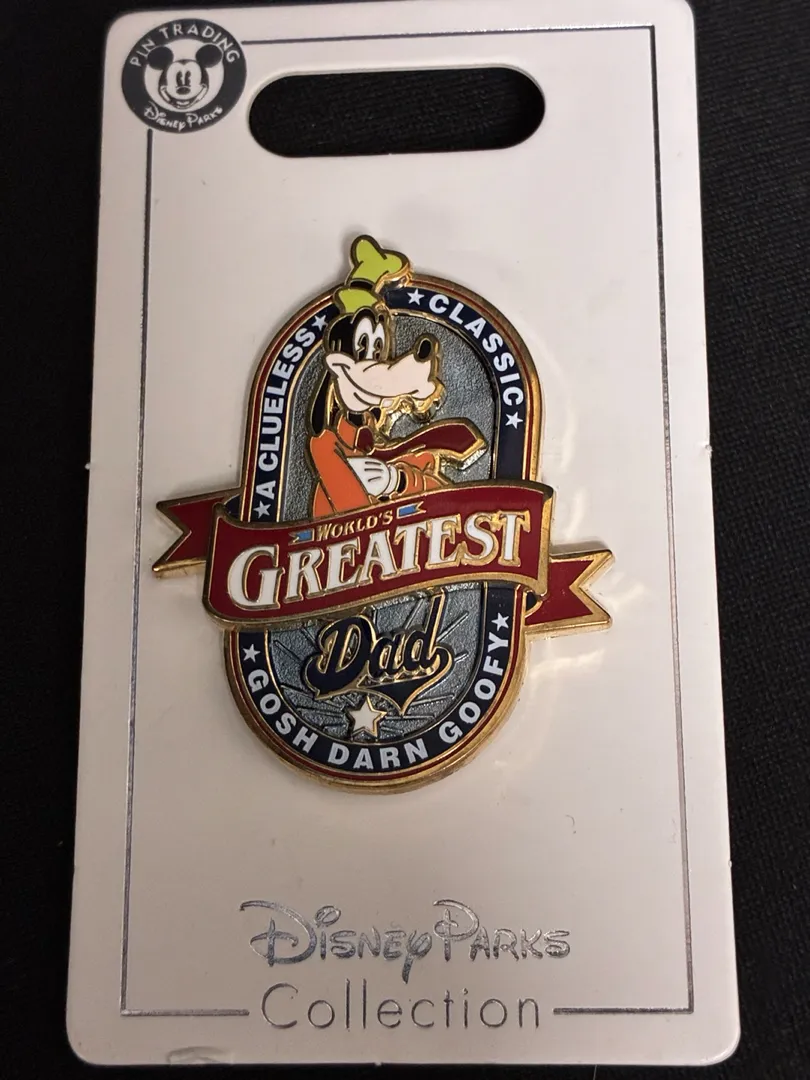 PIN TRADING
Disney Parks
★ A CLUELESS ★
★ CLASSIC ★
WORLD'S
GREATEST
Dad
★ GOSH DARN GOOFY ★
Disney Parks
Collection